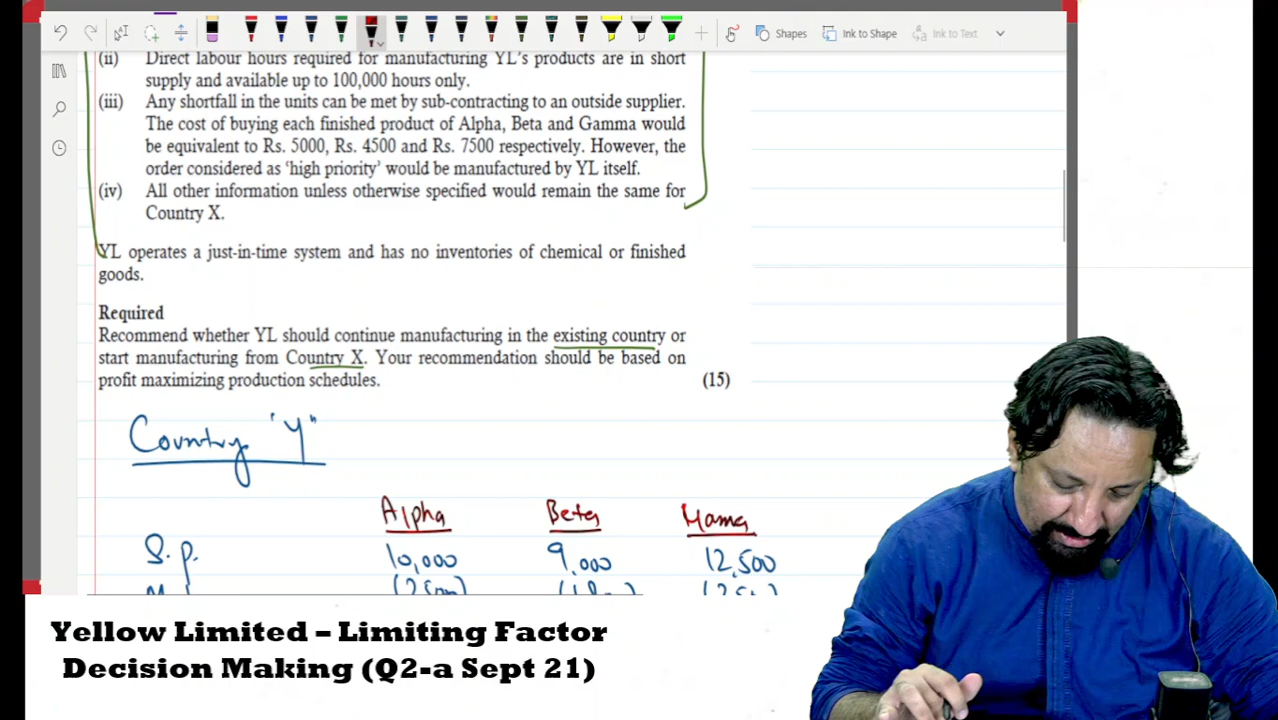 Shapes
Ink to Shape
Ink to Text
(ii) Direct labour hours required for manufacturing YL's products are in short
supply and available up to 100,000 hours only.
(iii) Any shortfall in the units can be met by sub-contracting to an outside supplier.
The cost of buying each finished product of Alpha, Beta and Gamma would
be equivalent to Rs. 5000, Rs. 4500 and Rs. 7500 respectively. However, the
order considered as 'high priority' would be manufactured by YL itself.
(iv) All other information unless otherwise specified would remain the same for
Country X.
YL operates a just-in-time system and has no inventories of chemical or finished
goods.
Required
Recommend whether YL should continue manufacturing in the existing country or
start manufacturing from Country X. Your recommendation should be based on
profit maximizing production schedules.
(15)
Country "Y"
Alpha Beta
S.p. 10,000 9,000 12,500
Yellow Limited – Limiting Factor
Decision Making (Q2-a Sept 21)